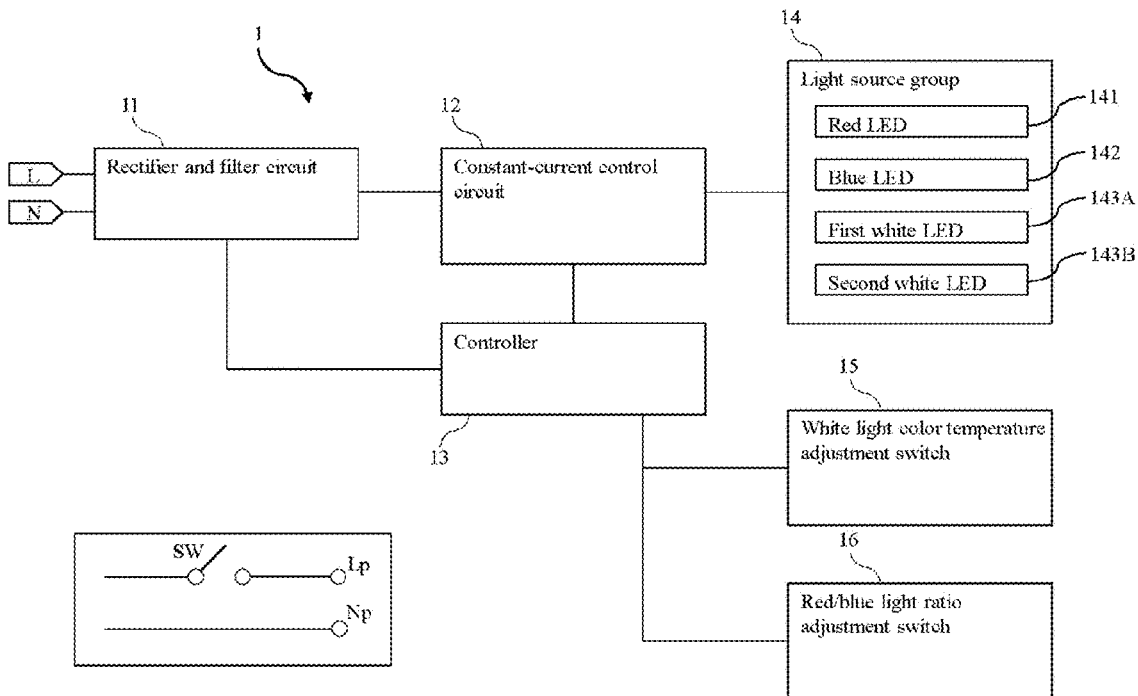 1
14
Light source group
141
Red LED
142
Blue LED
143A
First white LED
143B
Second white LED
11
12
L
N
Rectifier and filter circuit
Constant-current control
circuit
Controller
13
15
White light color temperature
adjustment switch
16
Red/blue light ratio
adjustment switch
SW
Lp
Np